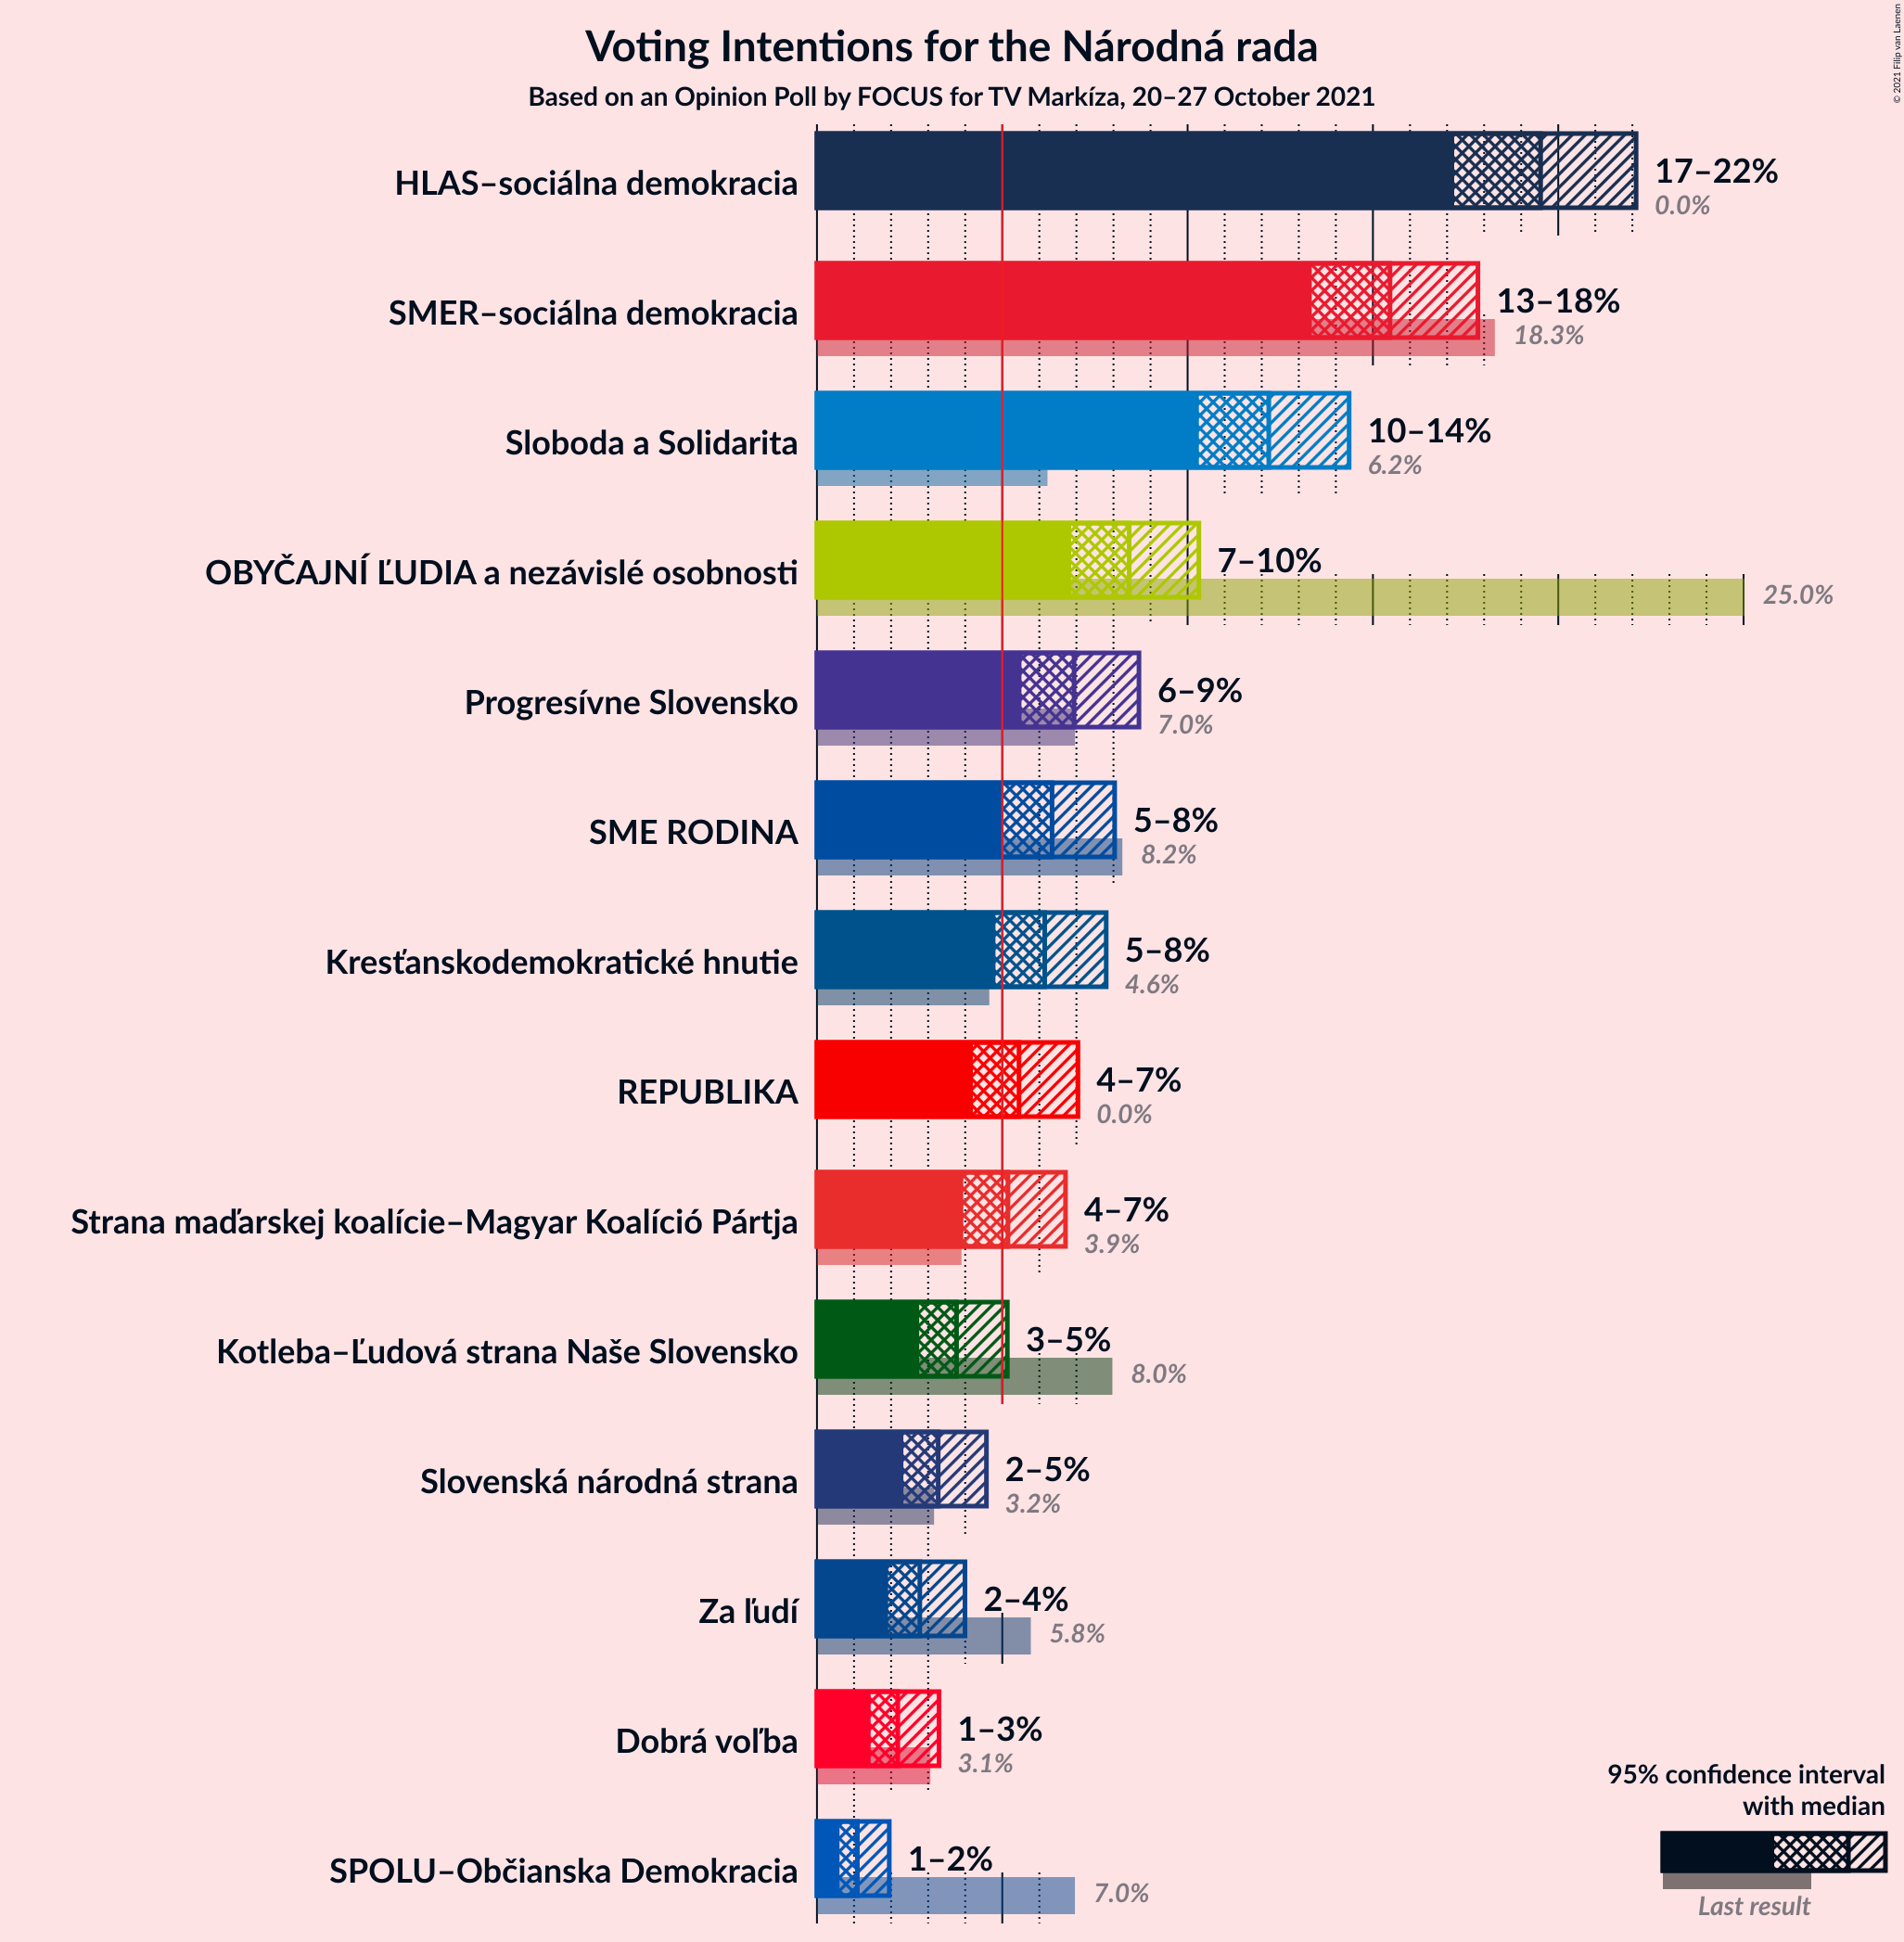 Voting Intentions for the Národná rada
Based on an Opinion Poll by FOCUS for TV Markíza, 20–27 October 2021
© 2021 Filip van Laenen
HLAS–sociálna demokracia
17–22%
0.0%
SMER–sociálna demokracia
13–18%
18.3%
Sloboda a Solidarita
10–14%
6.2%
OBYČAJNÍ ĽUDIA a nezávislé osobnosti
7–10%
25.0%
Progresívne Slovensko
6–9%
7.0%
SME RODINA
5–8%
8.2%
Kresťanskodemokratické hnutie
5–8%
4.6%
REPUBLIKA
4–7%
0.0%
Strana maďarskej koalície–Magyar Koalíció Pártja
4–7%
3.9%
Kotleba–Ľudová strana Naše Slovensko
3–5%
8.0%
Slovenská národná strana
2–5%
3.2%
Za ľudí
2–4%
5.8%
Dobrá voľba
1–3%
3.1%
SPOLU–Občianska Demokracia
1–2%
7.0%
95% confidence interval
with median
Last result